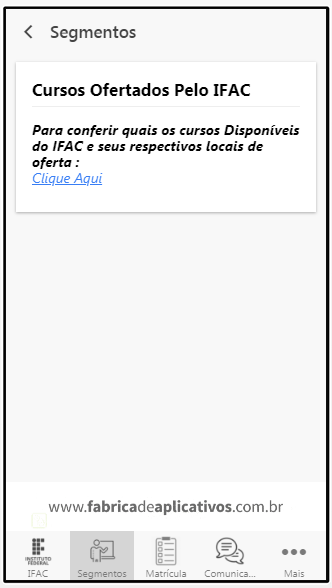 Segmentos
Cursos Ofertados Pelo IFAC
Para conferir quais os cursos Disponíveis
do IFAC e seus respectivos locais de
oferta :
Clique Aqui
www.fabricadeaplicativos.com.br
INSTITUTO
FEDERAL
IFAC
Segmentos
Matrícula
Comunica...
Mais